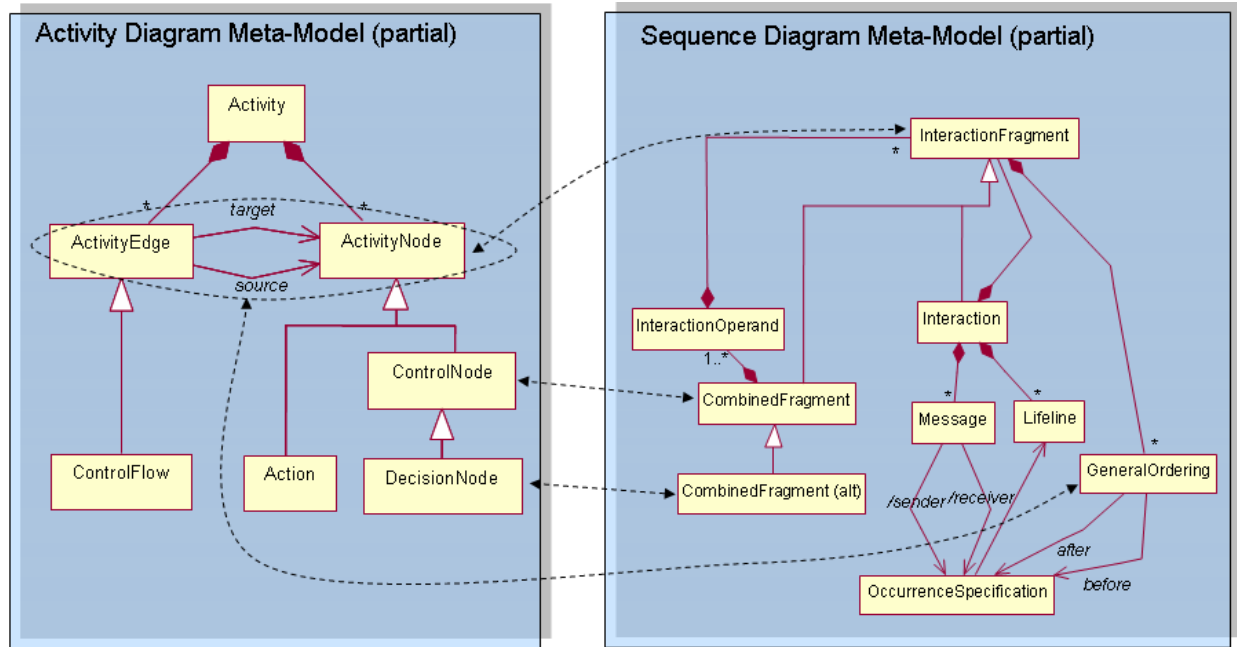 Activity Diagram Meta-Model (partial)
Activity
*
*
target
ActivityEdge
ActivityNode
source
ControlNode
ControlFlow
Action
DecisionNode
Sequence Diagram Meta-Model (partial)
InteractionFragment
*
InteractionOperand
Interaction
1..*
CombinedFragment
*
*
Message
Lifeline
*
GeneralOrdering
CombinedFragment (alt)
/sender
/receiver
after
before
OccurrenceSpecification